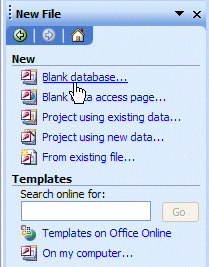 New File
New
Blank database...
Blank data access page...
Project using existing data...
Project using new data...
From existing file...
Templates
Search online for:
Go
Templates on Office Online
On my computer...